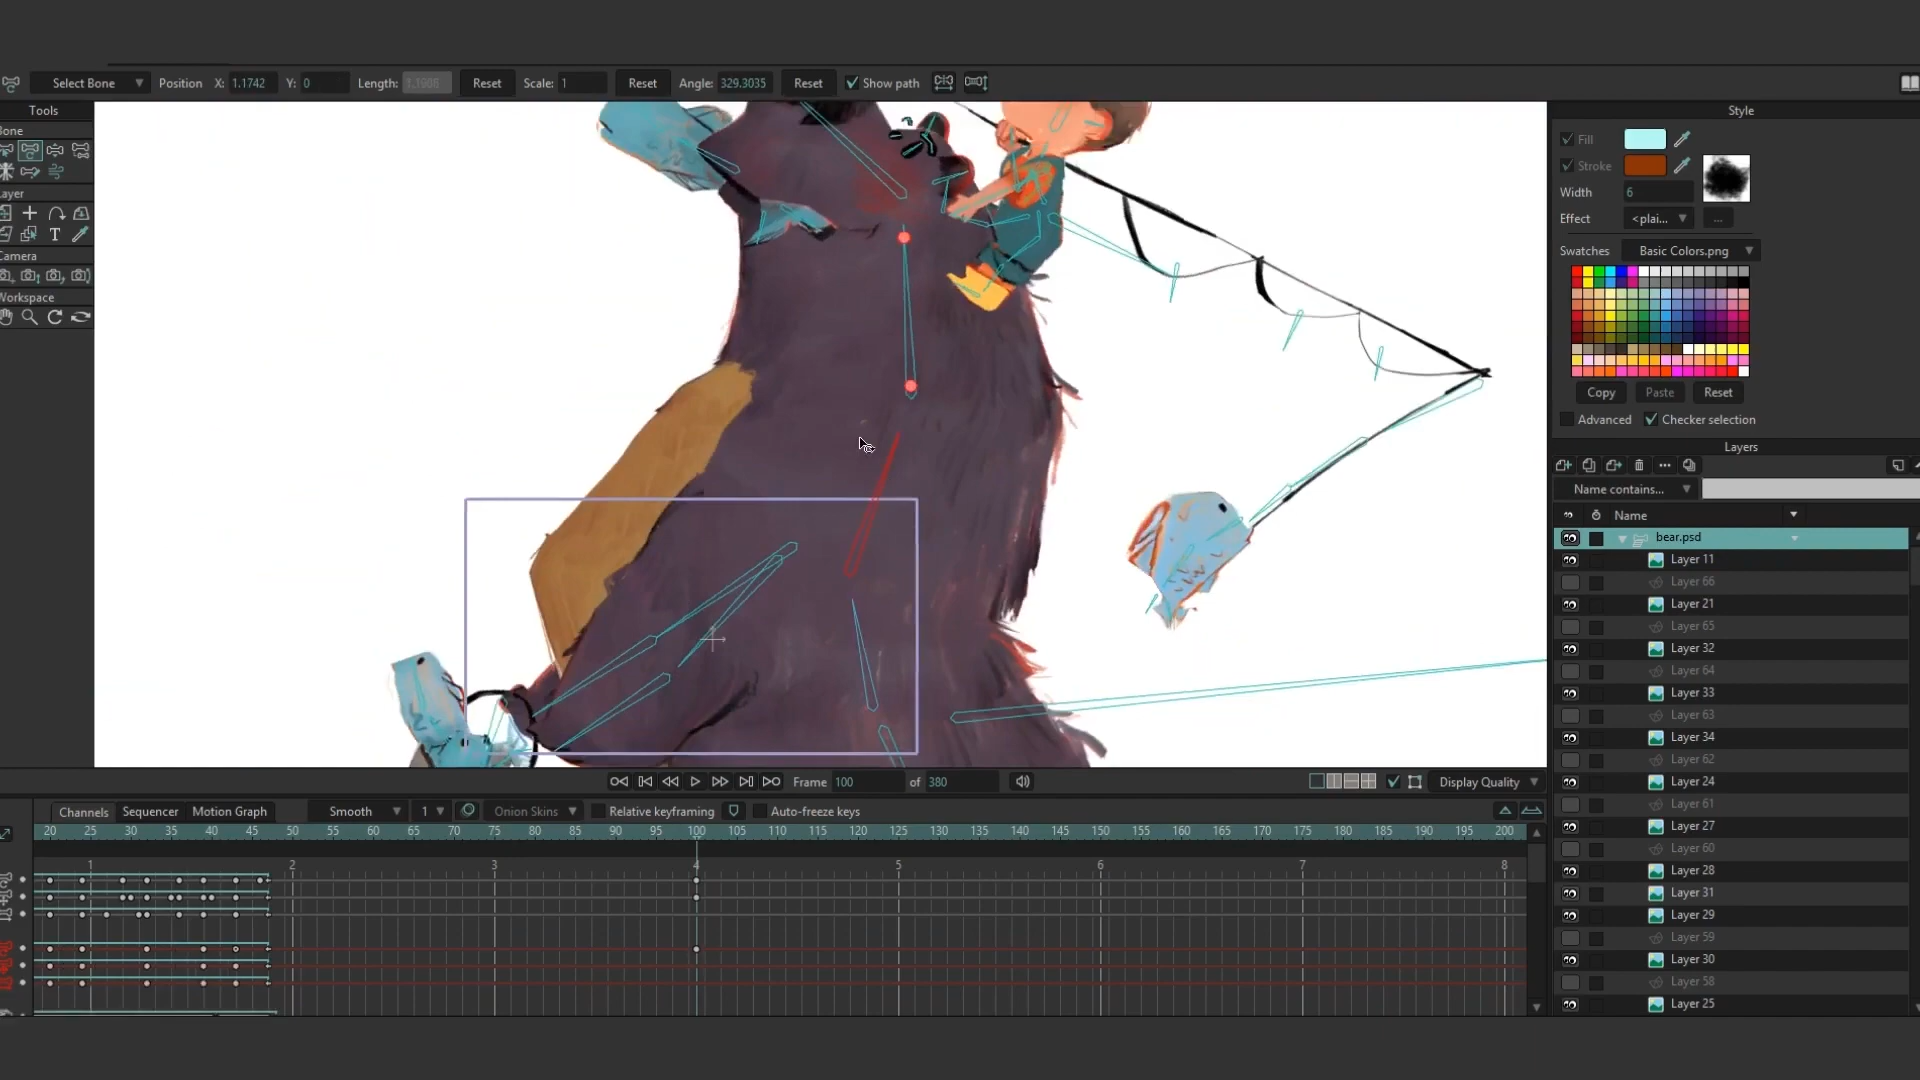 Select Bone Position X: 1.1742 Y: 0 Length: Reset Scale: 1 Reset Angle: 329.3035 Reset Show path
Tools
Bone
Layer
Camera
Workspace
Style
Fill
Stroke
Width 6
Effect <plai... ...
Swatches Basic Colors.png
Copy Paste Reset
Advanced Checker selection
Layers
Name contains...
Name
bear.psd
Layer 11
Layer 66
Layer 21
Layer 65
Layer 32
Layer 64
Layer 33
Layer 63
Layer 34
Layer 62
Layer 24
Layer 61
Layer 27
Layer 60
Layer 28
Layer 31
Layer 29
Layer 59
Layer 30
Layer 58
Layer 25
Frame 100 of 380 Display Quality
Channels Sequencer Motion Graph Smooth 1 Onion Skins Relative keyframing Auto-freeze keys
20 25 30 35 40 45 50 55 60 65 70 75 80 85 90 95 100 105 110 115 120 125 130 135 140 145 150 155 160 165 170 175 180 185 190 195 200
1 2 3 4 5 6 7 8